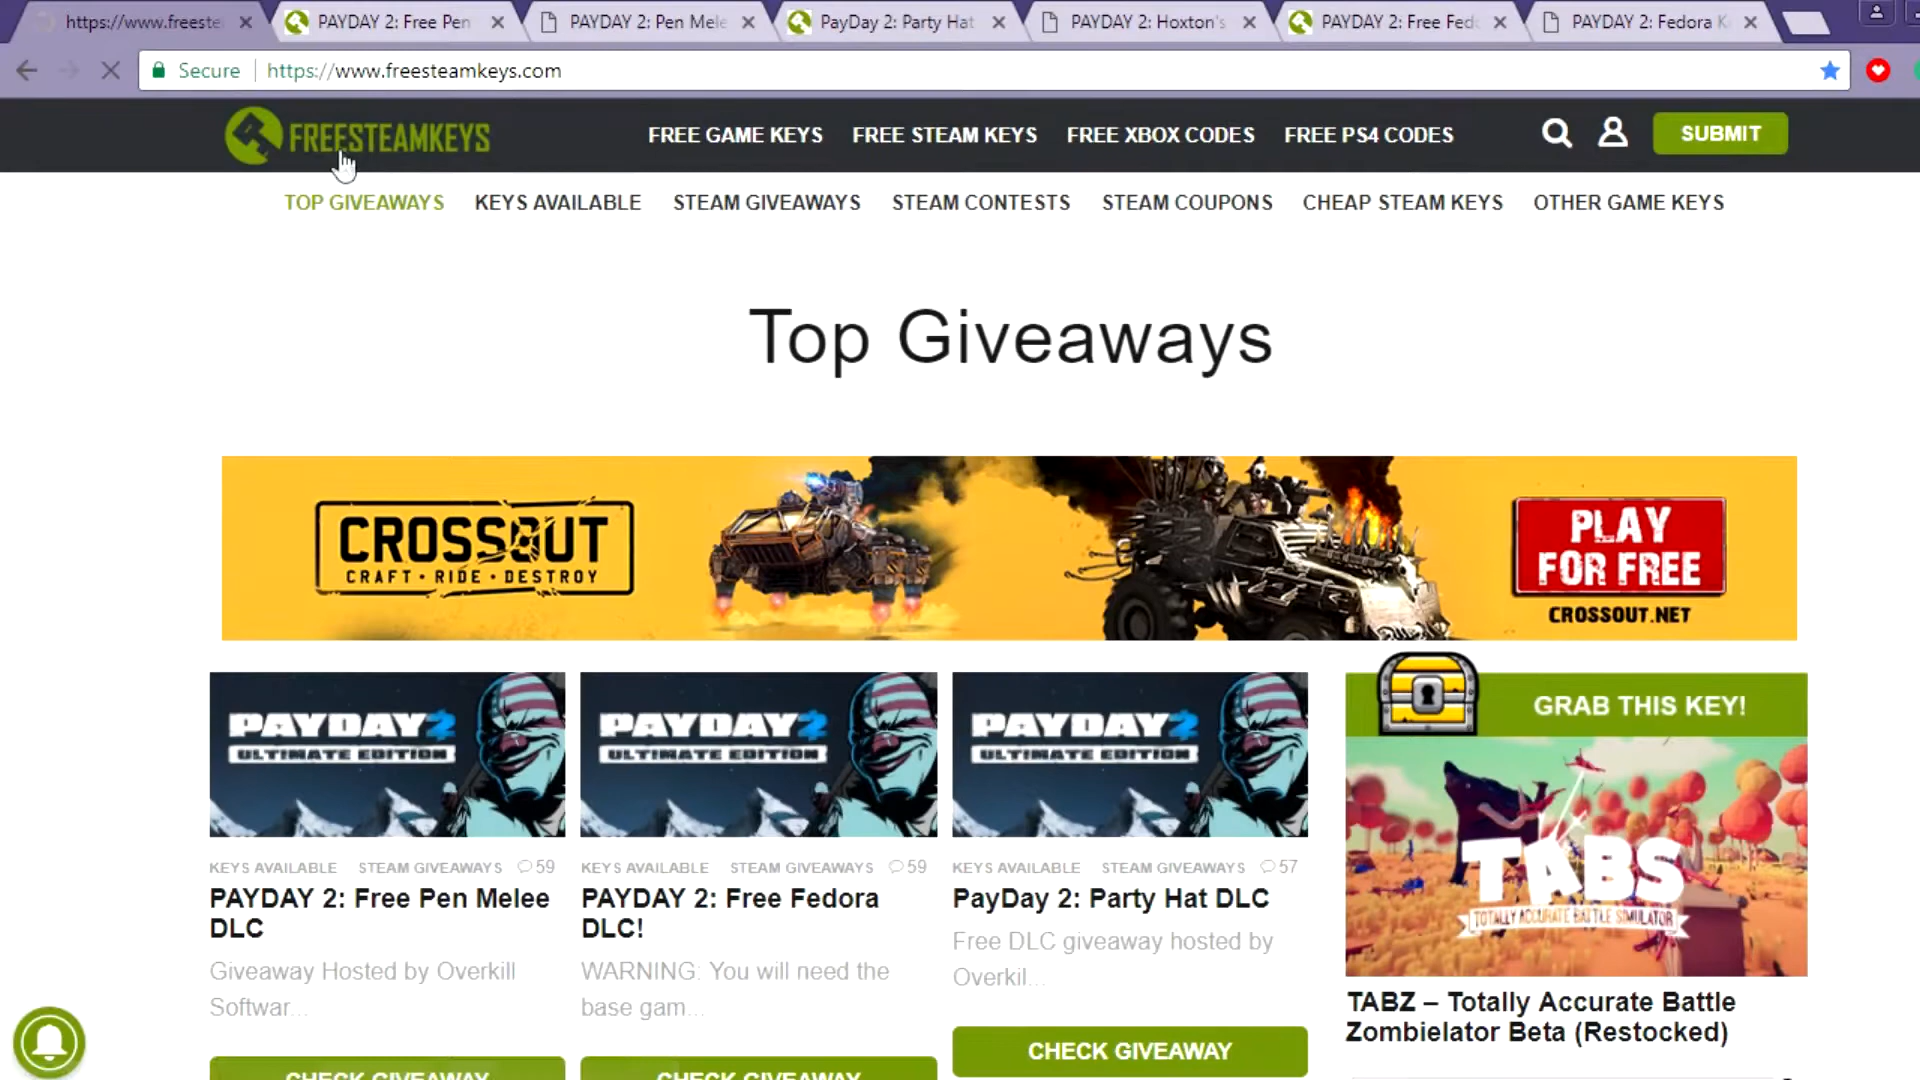 https://www.freeste
PAYDAY 2: Free Pen
PAYDAY 2: Pen Mele
PayDay 2: Party Hat
PAYDAY 2: Hoxton's
PAYDAY 2: Free Fed
PAYDAY 2: Fedora K
Secure
https://www.freesteamkeys.com
FREESTEAMKEYS
FREE GAME KEYS
FREE STEAM KEYS
FREE XBOX CODES
FREE PS4 CODES
SUBMIT
TOP GIVEAWAYS
KEYS AVAILABLE
STEAM GIVEAWAYS
STEAM CONTESTS
STEAM COUPONS
CHEAP STEAM KEYS
OTHER GAME KEYS
Top Giveaways
CROSSOUT
CRAFT • RIDE • DESTROY
PLAY
FOR FREE
CROSSOUT.NET
PAYDAY 2
ULTIMATE EDITION
KEYS AVAILABLE STEAM GIVEAWAYS 59
PAYDAY 2: Free Pen Melee
DLC
Giveaway Hosted by Overkill
Softwar...
CHECK GIVEAWAY
PAYDAY 2
ULTIMATE EDITION
KEYS AVAILABLE STEAM GIVEAWAYS 59
PAYDAY 2: Free Fedora
DLC!
WARNING: You will need the
base gam...
CHECK GIVEAWAY
PAYDAY 2
ULTIMATE EDITION
KEYS AVAILABLE STEAM GIVEAWAYS 57
PayDay 2: Party Hat DLC
Free DLC giveaway hosted by
Overkil...
CHECK GIVEAWAY
GRAB THIS KEY!
TABS
TOTALLY ACCURATE BATTLE SIMULATOR
TABZ – Totally Accurate Battle
Zombielator Beta (Restocked)